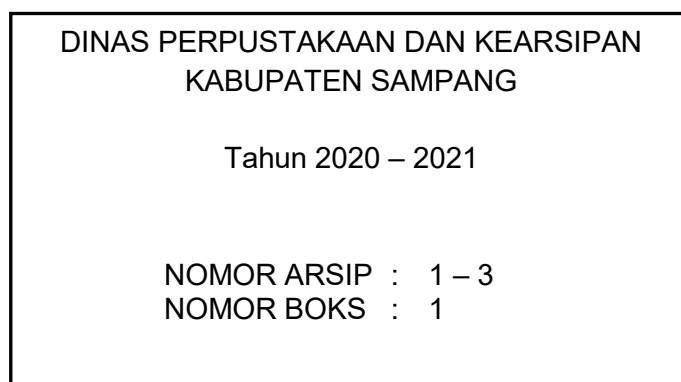 DINAS PERPUSTAKAAN DAN KEARSIPAN
KABUPATEN SAMPANG
Tahun 2020 – 2021
NOMOR ARSIP : 1 – 3
NOMOR BOKS : 1